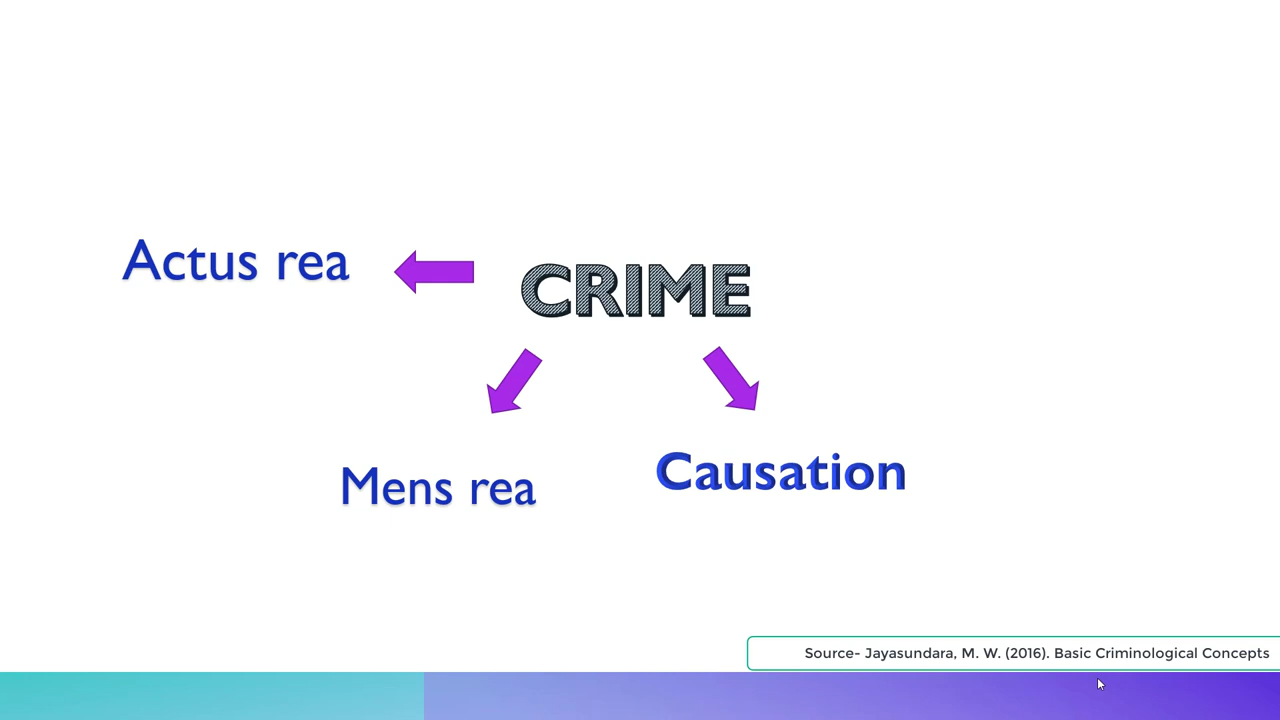 Actus rea
CRIME
Mens rea
Causation
Source- Jayasundara, M. W. (2016). Basic Criminological Concepts